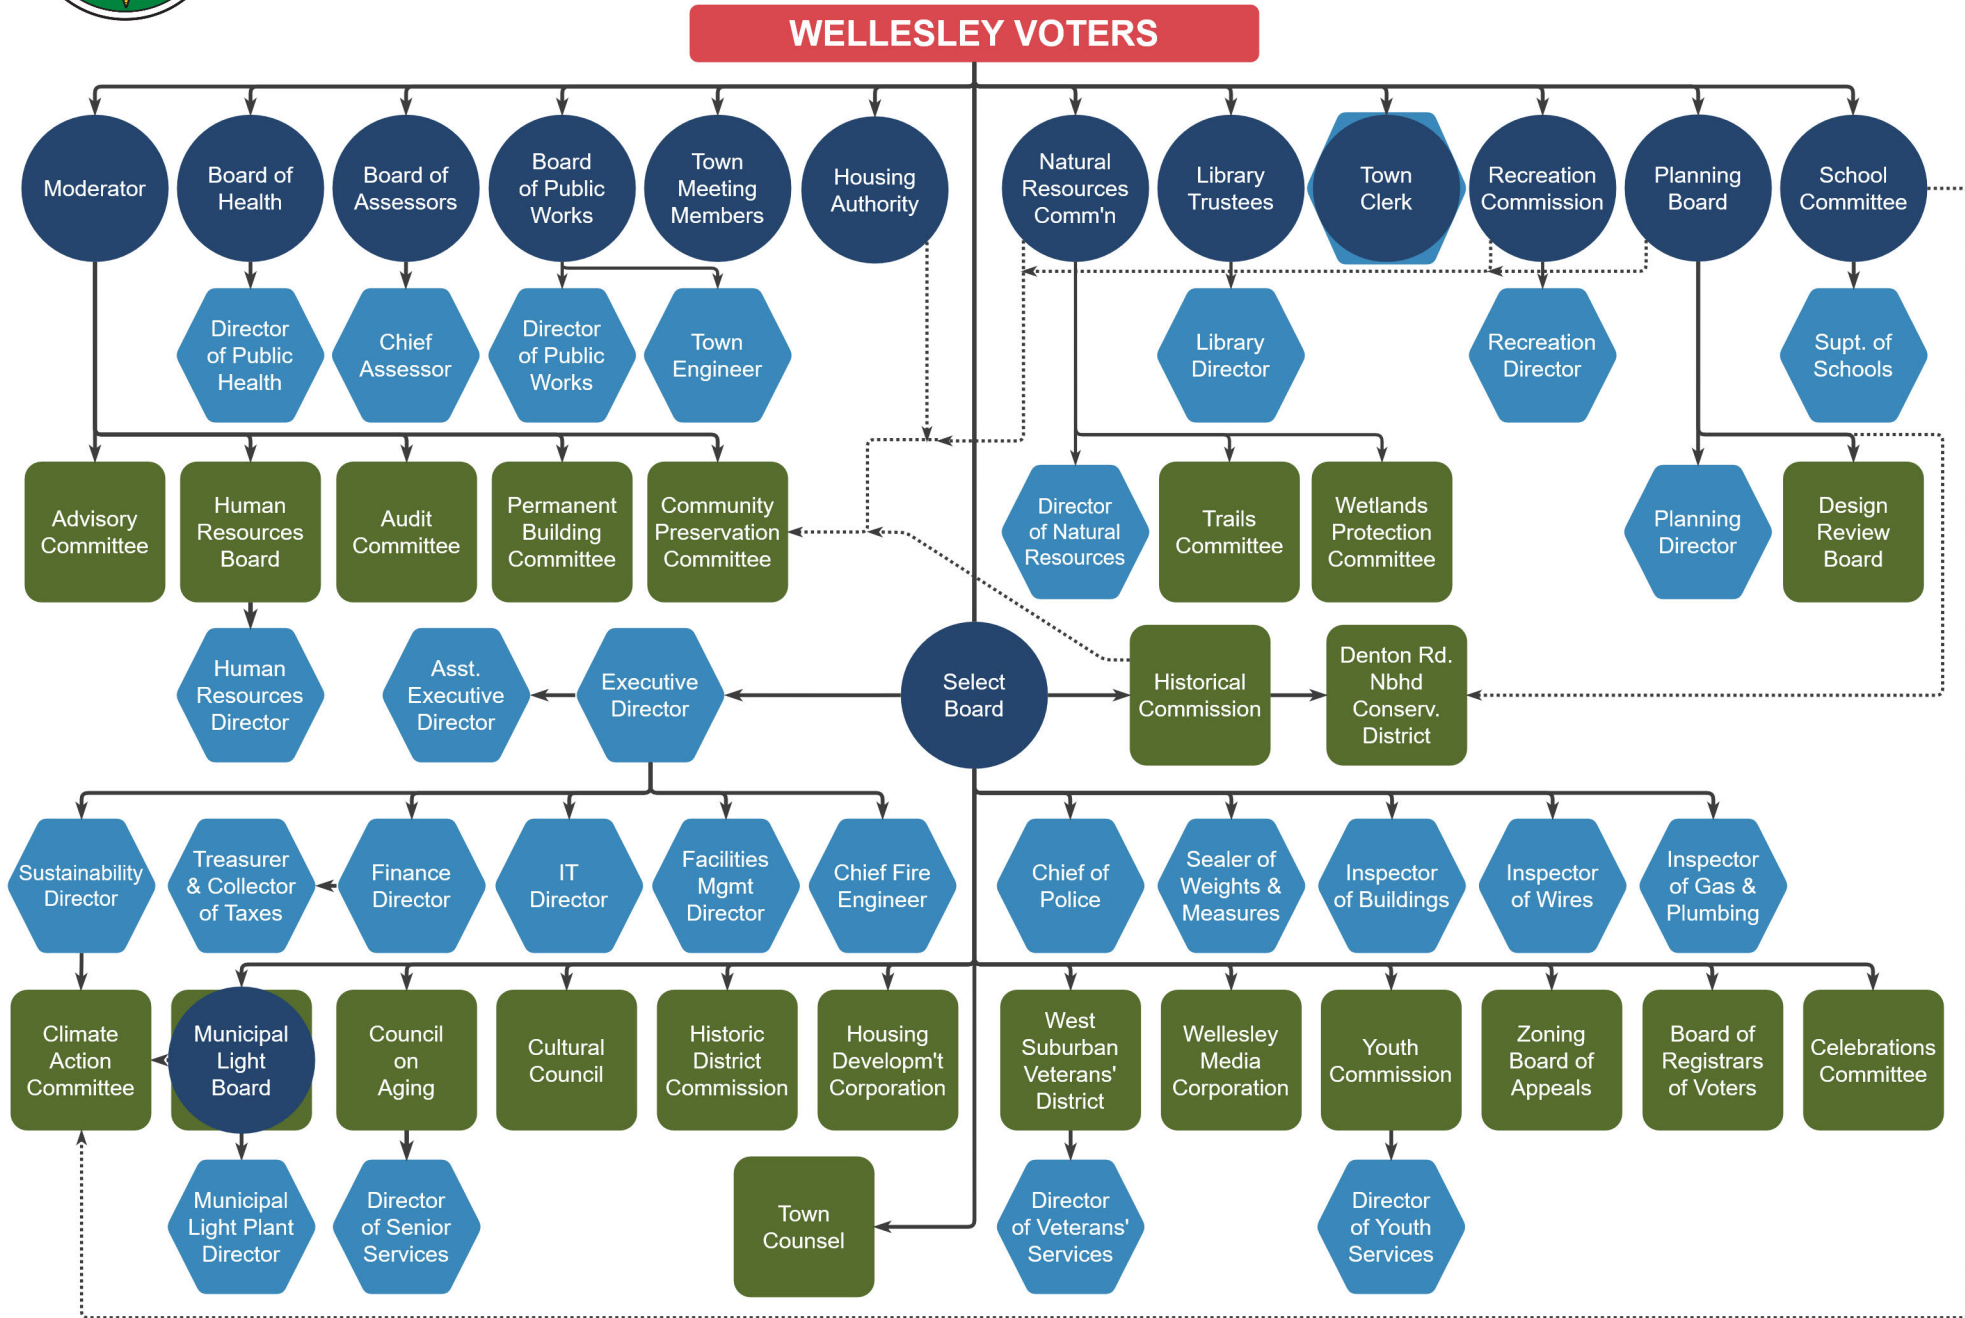 WELLESLEY VOTERS
Moderator
Board of
Health
Board of
Assessors
Board
of Public
Works
Town
Meeting
Members
Housing
Authority
Natural
Resources
Comm'n
Library
Trustees
Town
Clerk
Recreation
Commission
Planning
Board
School
Committee
Director
of Public
Health
Chief
Assessor
Director
of Public
Works
Town
Engineer
Library
Director
Recreation
Director
Supt. of
Schools
Advisory
Committee
Human
Resources
Board
Audit
Committee
Permanent
Building
Committee
Community
Preservation
Committee
Director
of Natural
Resources
Trails
Committee
Wetlands
Protection
Committee
Planning
Director
Design
Review
Board
Human
Resources
Director
Asst.
Executive
Director
Executive
Director
Select
Board
Historical
Commission
Denton Rd.
Nbhd
Conserv.
District
Sustainability
Director
Treasurer
& Collector
of Taxes
Finance
Director
IT
Director
Facilities
Mgmt
Director
Chief Fire
Engineer
Chief of
Police
Sealer of
Weights &
Measures
Inspector
of Buildings
Inspector
of Wires
Inspector
of Gas &
Plumbing
Climate
Action
Committee
Municipal
Light
Board
Council
on
Aging
Cultural
Council
Historic
District
Commission
Housing
Developm't
Corporation
West
Suburban
Veterans'
District
Wellesley
Media
Corporation
Youth
Commission
Zoning
Board of
Appeals
Board of
Registrars
of Voters
Celebrations
Committee
Municipal
Light Plant
Director
Director
of Senior
Services
Town
Counsel
Director
of Veterans'
Services
Director
of Youth
Services